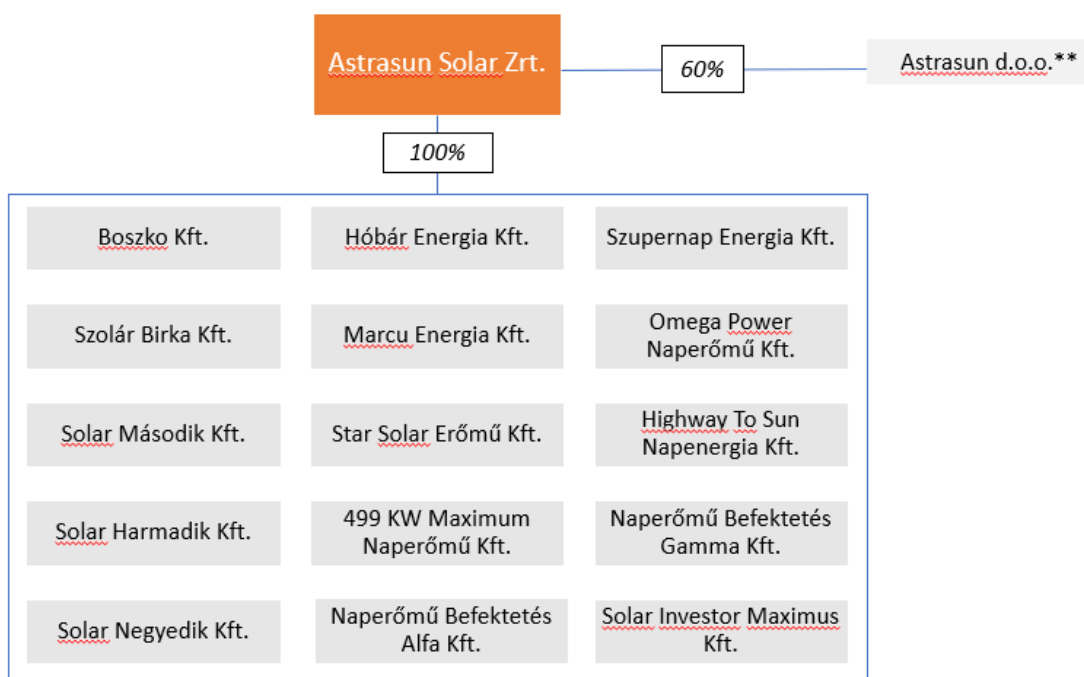 Astrasun Solar Zrt.
60%
Astrasun d.o.o.**
100%
Boszko Kft.
Hóbár Energia Kft.
Szupernap Energia Kft.
Szolár Birka Kft.
Marcu Energia Kft.
Omega Power
Naperőmű Kft.
Solar Második Kft.
Star Solar Erőmű Kft.
Highway To Sun
Napenergia Kft.
Solar Harmadik Kft.
499 KW Maximum
Naperőmű Kft.
Naperőmű Befektetés
Gamma Kft.
Solar Negyedik Kft.
Naperőmű Befektetés
Alfa Kft.
Solar Investor Maximus
Kft.